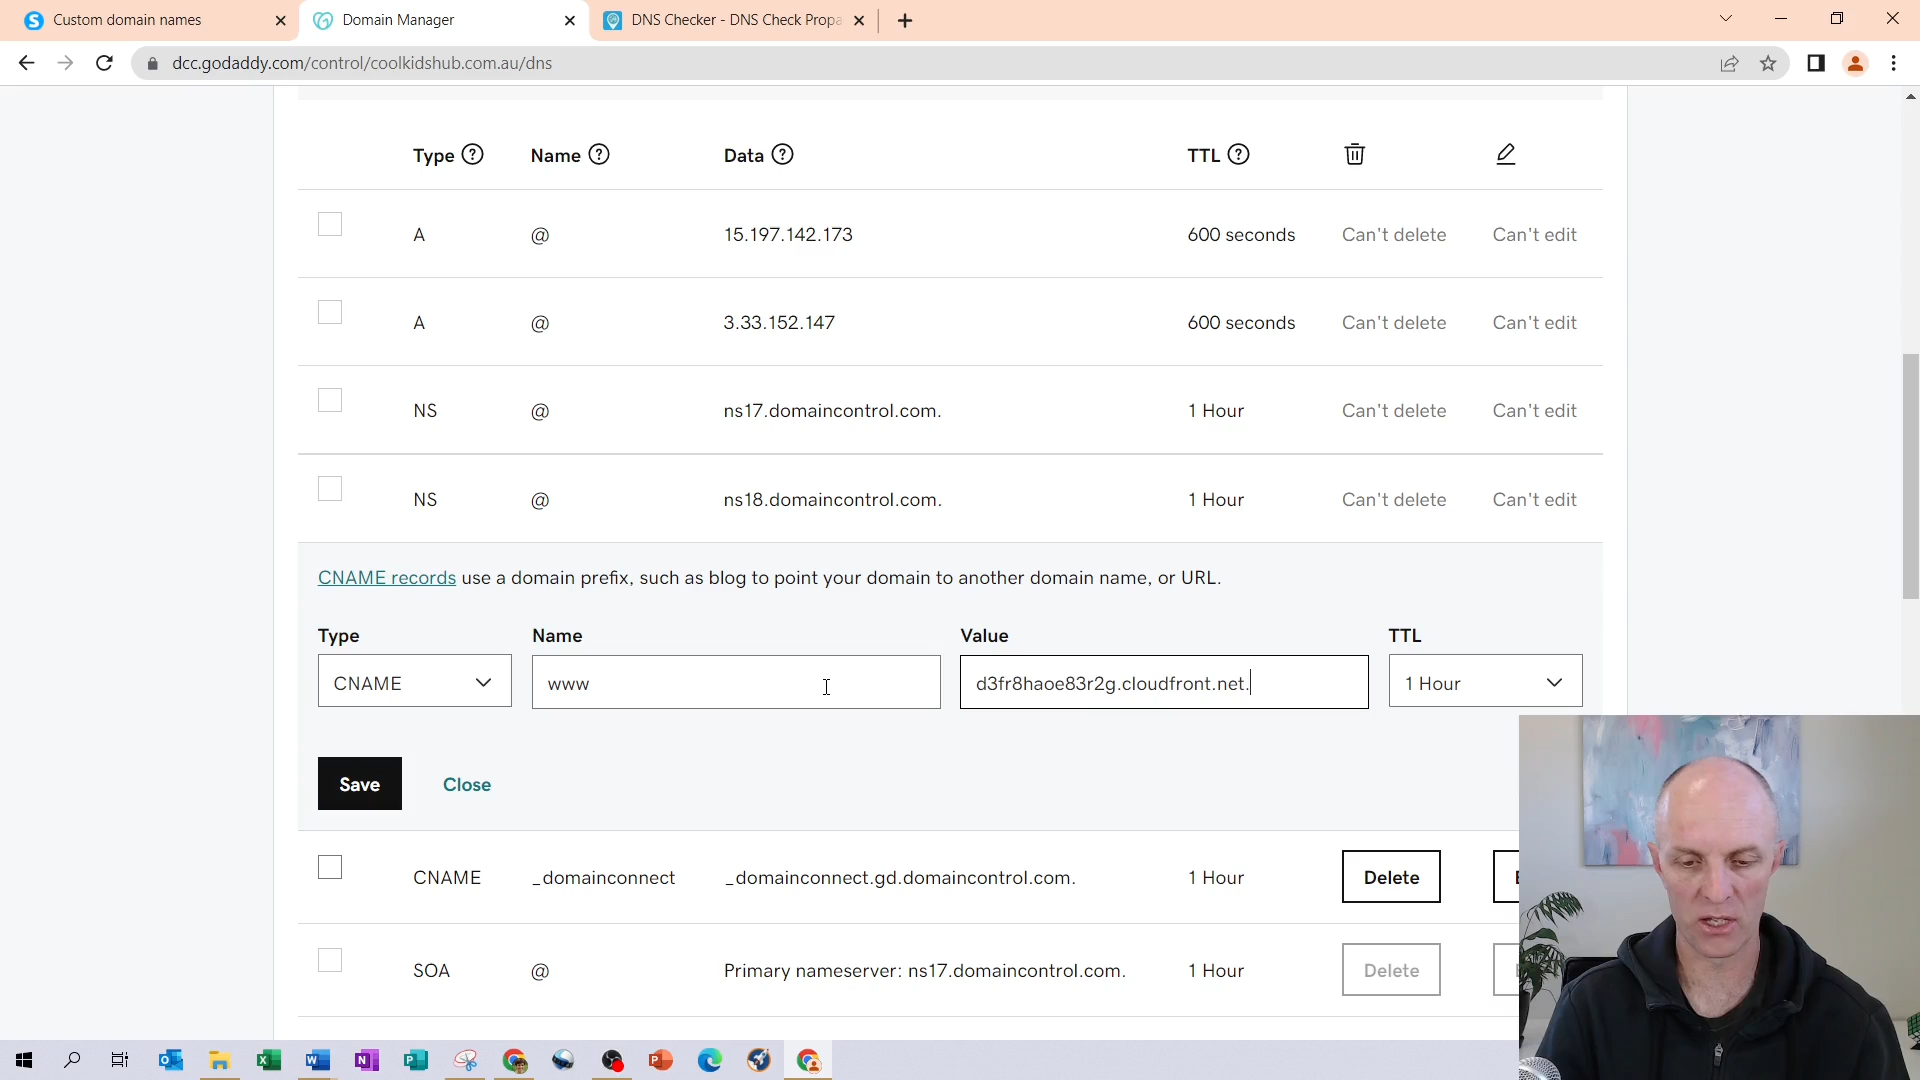 Custom domain names
Domain Manager
DNS Checker - DNS Check Propa
dcc.godaddy.com/control/coolkidshub.com.au/dns
Type Name Data TTL
A @ 15.197.142.173 600 seconds Can't delete Can't edit
A @ 3.33.152.147 600 seconds Can't delete Can't edit
NS @ ns17.domaincontrol.com. 1 Hour Can't delete Can't edit
NS @ ns18.domaincontrol.com. 1 Hour Can't delete Can't edit
CNAME records use a domain prefix, such as blog to point your domain to another domain name, or URL.
Type Name Value TTL
CNAME www d3fr8haoe83r2g.cloudfront.net. 1 Hour
Save Close
CNAME _domainconnect _domainconnect.gd.domaincontrol.com. 1 Hour Delete
SOA @ Primary nameserver: ns17.domaincontrol.com. 1 Hour Delete